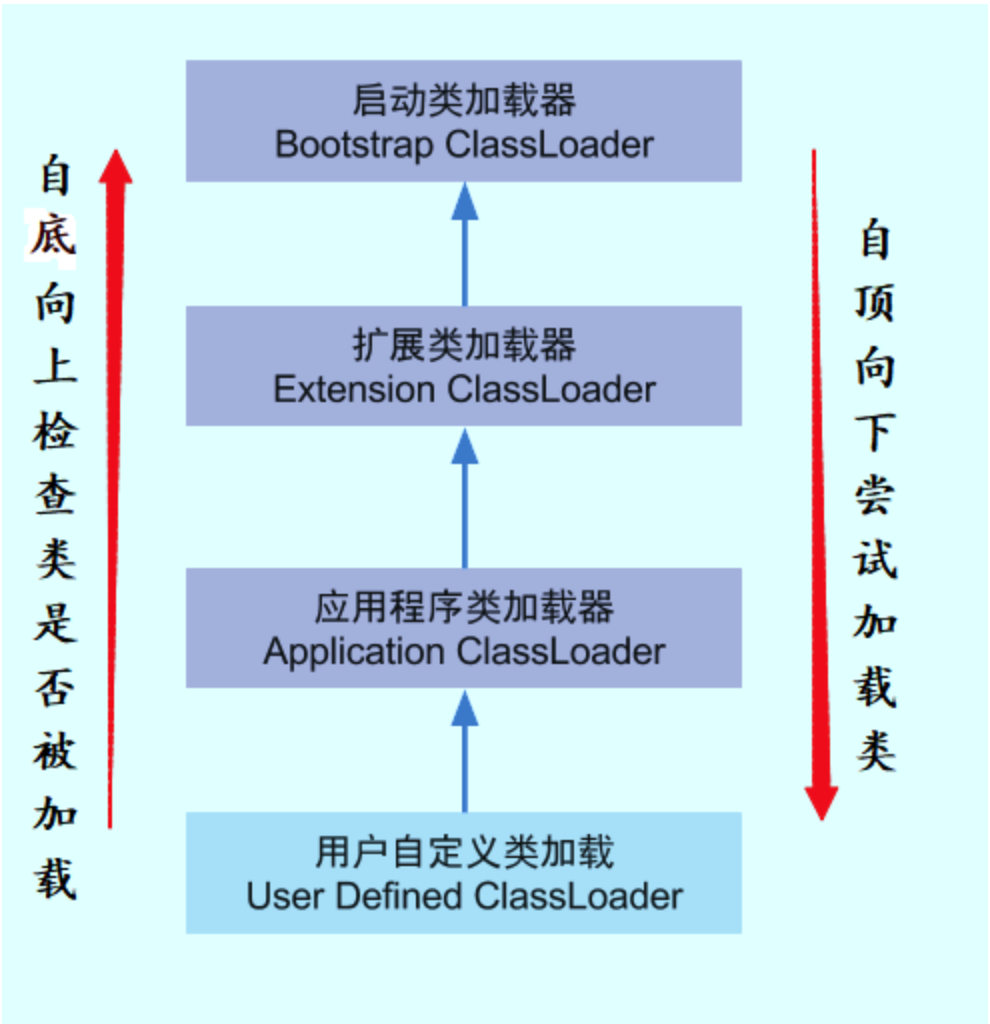 启动类加载器
Bootstrap ClassLoader
自底向上检查类是否被加载
自顶向下尝试加载类
扩展类加载器
Extension ClassLoader
应用程序类加载器
Application ClassLoader
用户自定义类加载
User Defined ClassLoader